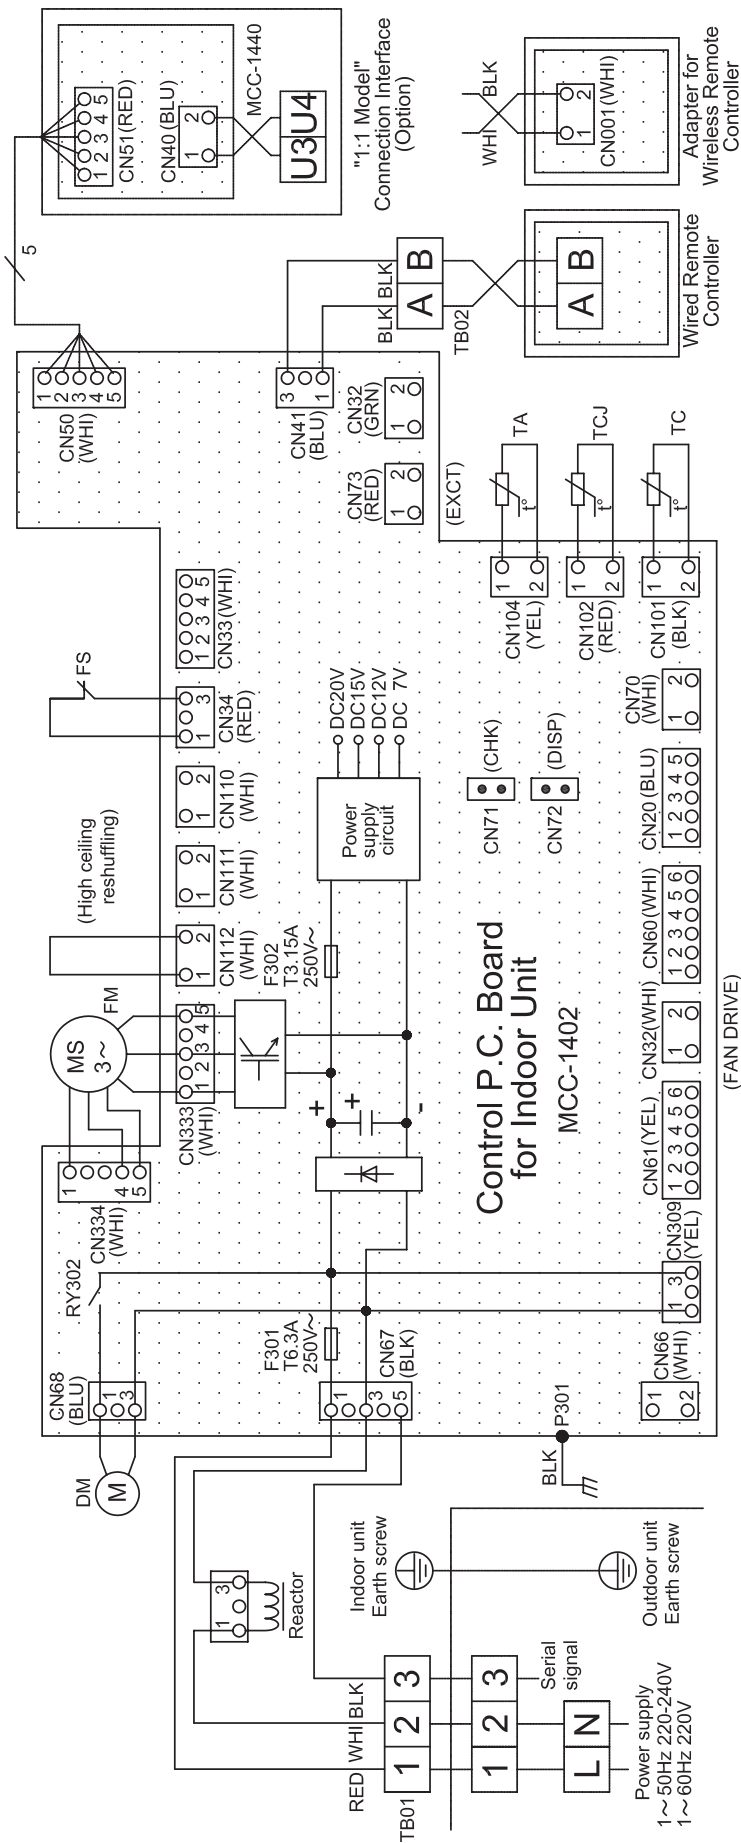 MCC-1440
1 2 3 4 5
CN51(RED)
1 2
CN40(BLU)
U3 U4
"1:1 Model"
Connection Interface
(Option)
BLK
WHI
1 2
CN001(WHI)
Adapter for
Wireless Remote
Controller
5
1
2
3
4
5
CN50
(WHI)
3
1
CN41
(BLU)
BLK BLK
A B
TB02
A B
Wired Remote
Controller
CN32
(GRN)
1 2
CN73
(RED)
1 2
(EXCT)
TA
t°
1
2
CN104
(YEL)
TCJ
t°
1
2
CN102
(RED)
TC
t°
1
2
CN101
(BLK)
FS
1 2 3 4 5
CN33(WHI)
1 3
CN34
(RED)
1 2
CN110
(WHI)
1 2
CN111
(WHI)
1 2
CN112
(WHI)
(High ceiling
reshuffling)
DC20V
DC15V
DC12V
DC 7V
Power
supply
circuit
CN71
(CHK)
CN72
(DISP)
CN70
(WHI)
1 2
CN20 (BLU)
1 2 3 4 5
CN60(WHI)
1 2 3 4 5 6
CN32(WHI)
1 2
(FAN DRIVE)
CN61(YEL)
1 2 3 4 5 6
CN309
(YEL)
1 3
CN66
(WHI)
1
2
F302
T3.15A
250V～
FM
MS
3～
1 2 3 4 5
CN333
(WHI)
1
4
5
CN334
(WHI)
+
+
-
Control P.C. Board
for Indoor Unit
MCC-1402
RY302
F301
T6.3A
250V～
CN68
(BLU)
1
3
CN67
(BLK)
1
3
5
DM
M
P301
BLK
1 3
Reactor
Indoor unit
Earth screw
Outdoor unit
Earth screw
RED WHI BLK
TB01
1 2 3
1 2 3
Serial
signal
L N
Power supply
1～ 50Hz 220-240V
1～ 60Hz 220V